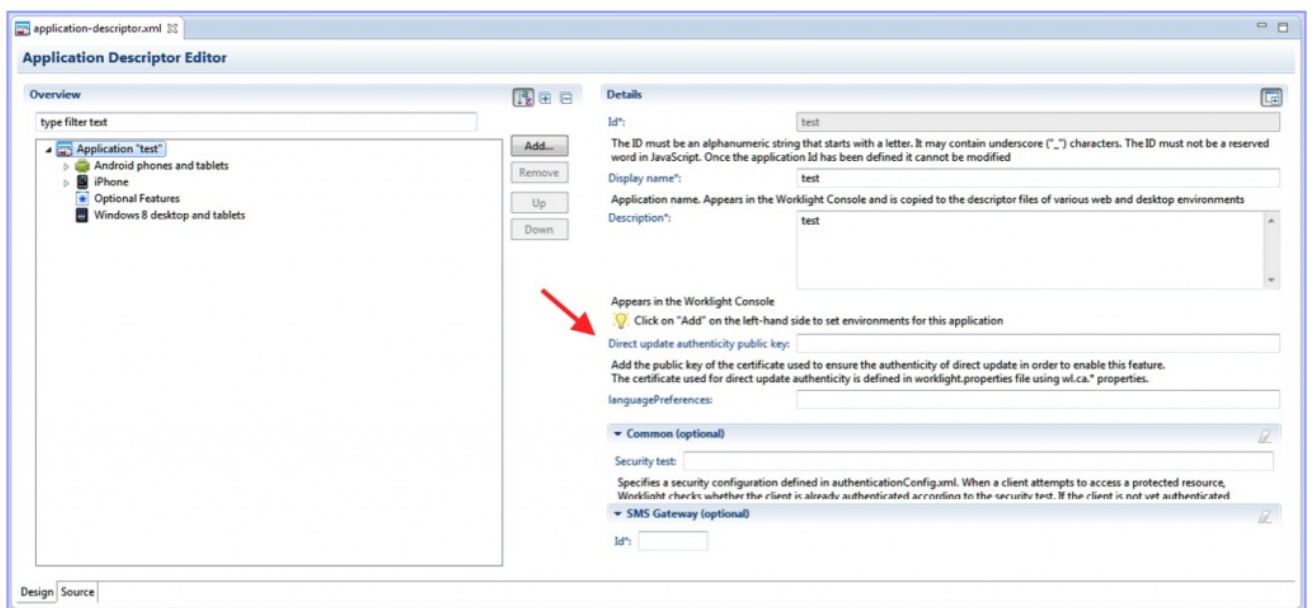 application-descriptor.xml
Application Descriptor Editor
Overview
type filter text
Application "test"
Android phones and tablets
iPhone
Optional Features
Windows 8 desktop and tablets
Add...
Remove
Up
Down
Details
Id*: test
The ID must be an alphanumeric string that starts with a letter. It may contain underscore ("_") characters. The ID must not be a reserved
word in JavaScript. Once the application Id has been defined it cannot be modified
Display name*: test
Application name. Appears in the Worklight Console and is copied to the descriptor files of various web and desktop environments
Description*: test
Appears in the Worklight Console
Click on "Add" on the left-hand side to set environments for this application
Direct update authenticity public key:
Add the public key of the certificate used to ensure the authenticity of direct update in order to enable this feature.
The certificate used for direct update authenticity is defined in worklight.properties file using wl.ca.* properties.
languagePreferences:
Common (optional)
Security test:
Specifies a security configuration defined in authenticationConfig.xml. When a client attempts to access a protected resource,
Worklight checks whether the client is already authenticated according to the security test. If the client is not yet authenticated
SMS Gateway (optional)
Id*:
Design Source